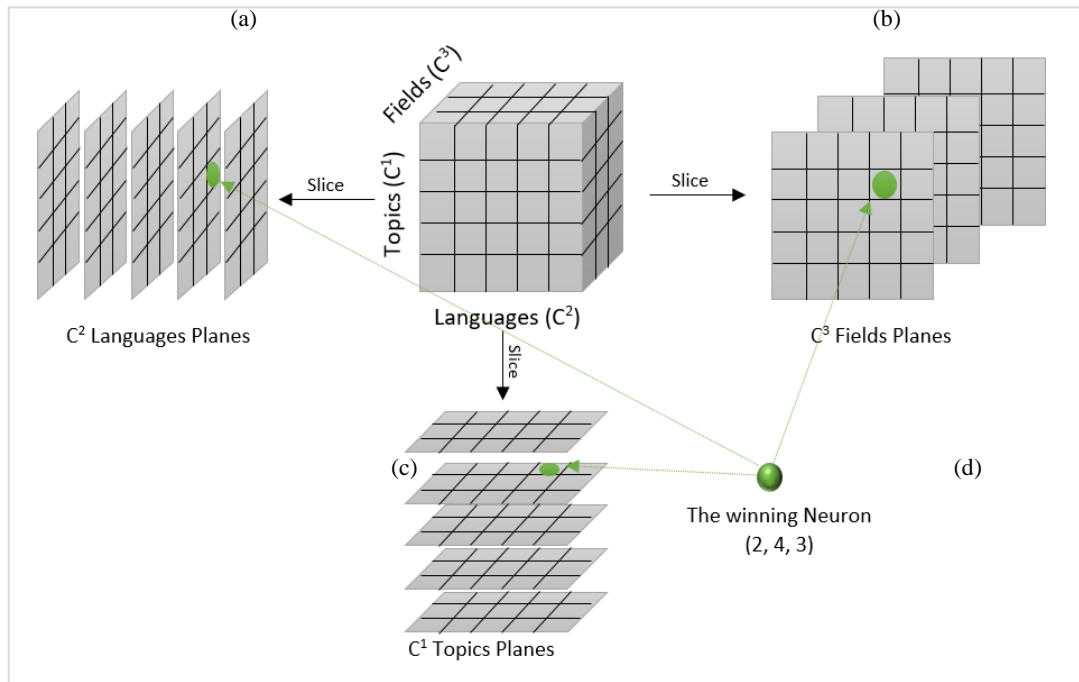 (a)
(b)
Fields (C³)
Topics (C¹)
Slice
Slice
Languages (C²)
C² Languages Planes
C³ Fields Planes
Slice
(c)
(d)
The winning Neuron
(2, 4, 3)
C¹ Topics Planes